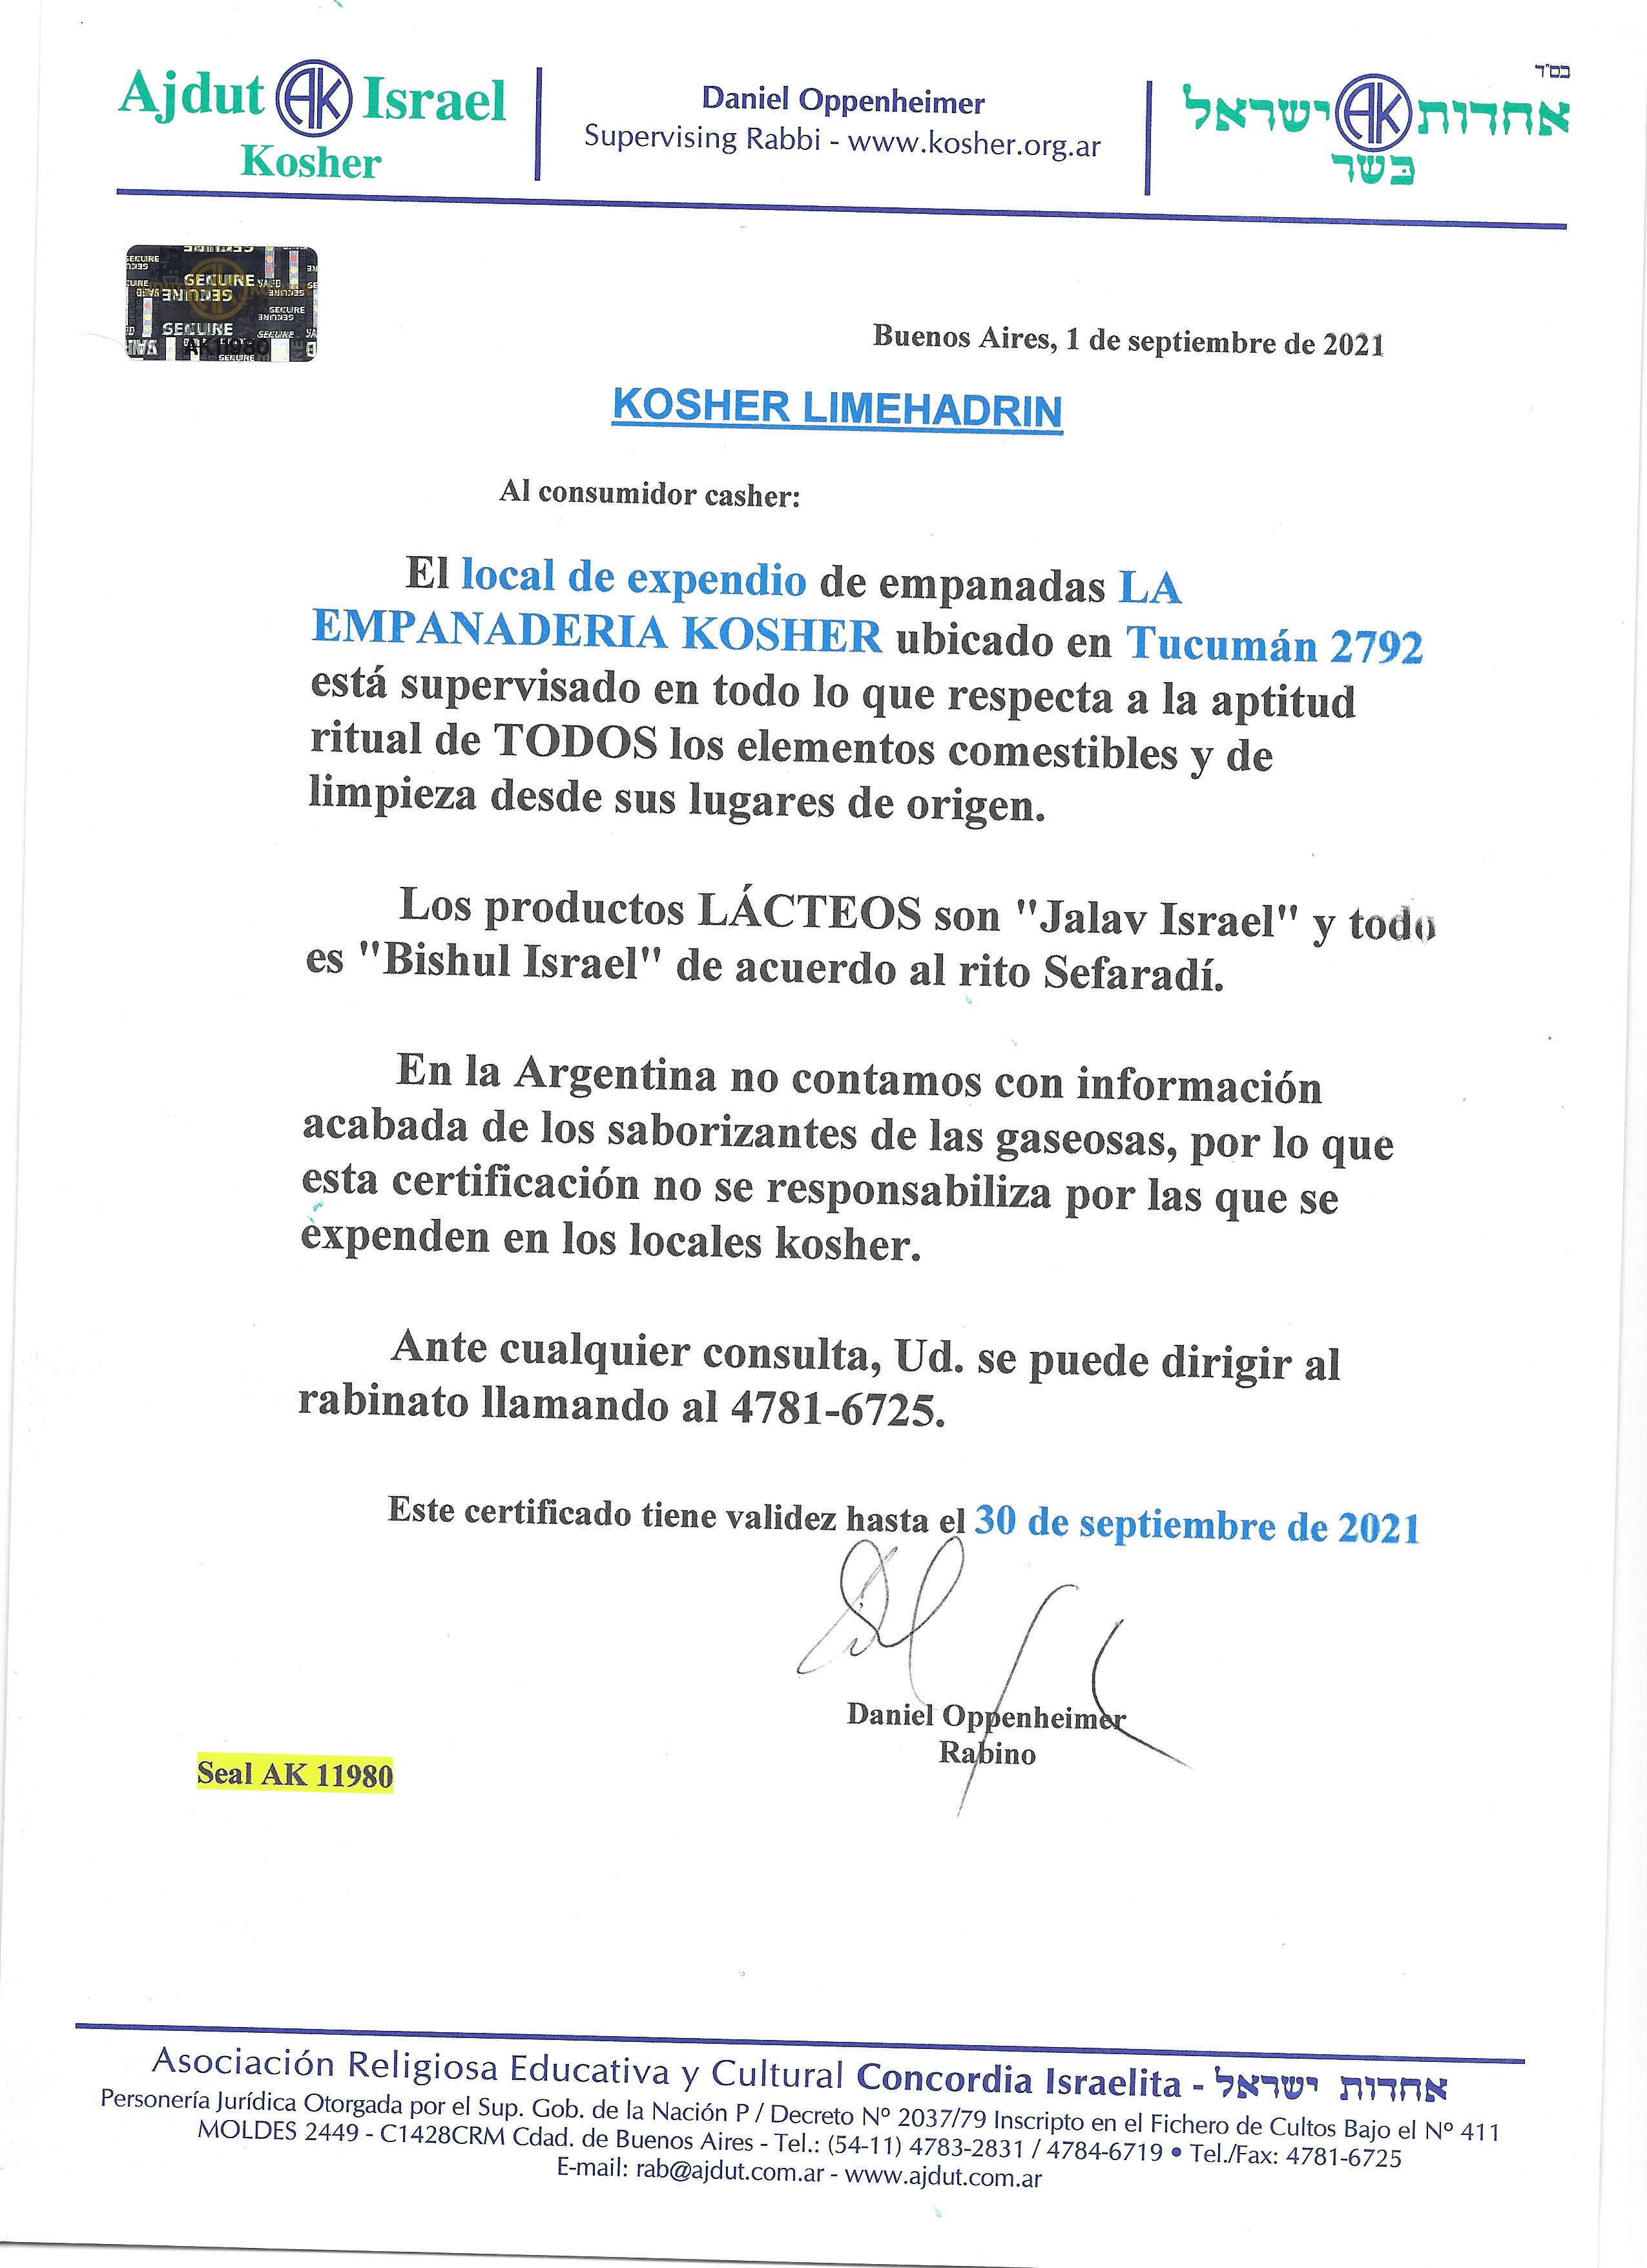 בס"ד
Ajdut AK Israel
Kosher
Daniel Oppenheimer
Supervising Rabbi - www.kosher.org.ar
אחדות AK ישראל
כשר
SECURE
SECURE
AK11980
Buenos Aires, 1 de septiembre de 2021
KOSHER LIMEHADRIN
Al consumidor casher:
El local de expendio de empanadas LA
EMPANADERIA KOSHER ubicado en Tucumán 2792
está supervisado en todo lo que respecta a la aptitud
ritual de TODOS los elementos comestibles y de
limpieza desde sus lugares de origen.
Los productos LÁCTEOS son "Jalav Israel" y todo
es "Bishul Israel" de acuerdo al rito Sefaradí.
En la Argentina no contamos con información
acabada de los saborizantes de las gaseosas, por lo que
esta certificación no se responsabiliza por las que se
expenden en los locales kosher.
Ante cualquier consulta, Ud. se puede dirigir al
rabinato llamando al 4781-6725.
Este certificado tiene validez hasta el 30 de septiembre de 2021
Daniel Oppenheimer
Rabino
Seal AK 11980
Asociación Religiosa Educativa y Cultural Concordia Israelita - אחדות ישראל
Personería Jurídica Otorgada por el Sup. Gob. de la Nación P / Decreto Nº 2037/79 Inscripto en el Fichero de Cultos Bajo el Nº 411
MOLDES 2449 - C1428CRM Cdad. de Buenos Aires - Tel.: (54-11) 4783-2831 / 4784-6719 • Tel./Fax: 4781-6725
E-mail: rab@ajdut.com.ar - www.ajdut.com.ar